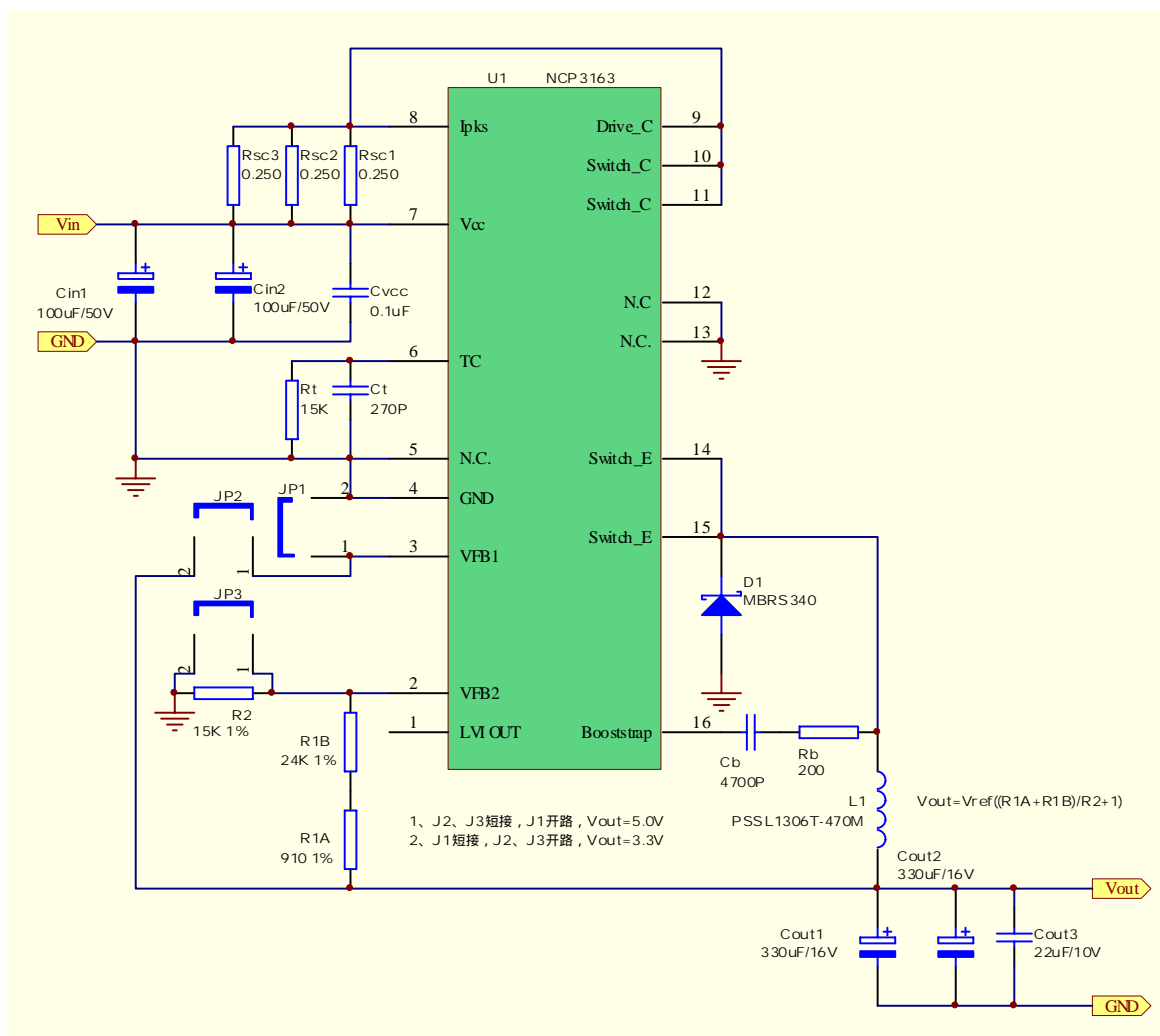 U1 NCP3163
8 Ipks
Drive_C 9
Switch_C 10
Switch_C 11
Rsc3
0.250
Rsc2
0.250
Rsc1
0.250
Vin
7 Vcc
Cin1
100uF/50V
Cin2
100uF/50V
Cvcc
0.1uF
N.C 12
N.C. 13
GND
6 TC
Rt
15K
Ct
270P
5 N.C.
Switch_E 14
JP1
2
4 GND
1
3 VFB1
Switch_E 15
JP2
2
1
D1
MBRS340
JP3
2
1
R2
15K 1%
2 VFB2
1 LVI OUT
Booststrap 16
Cb
4700P
Rb
200
R1B
24K 1%
L1
PSSL1306T-470M
Vout=Vref((R1A+R1B)/R2+1)
R1A
910 1%
1、J2、J3短接，J1开路，Vout=5.0V
2、J1短接，J2、J3开路，Vout=3.3V
Cout2
330uF/16V
Vout
Cout1
330uF/16V
Cout3
22uF/10V
GND